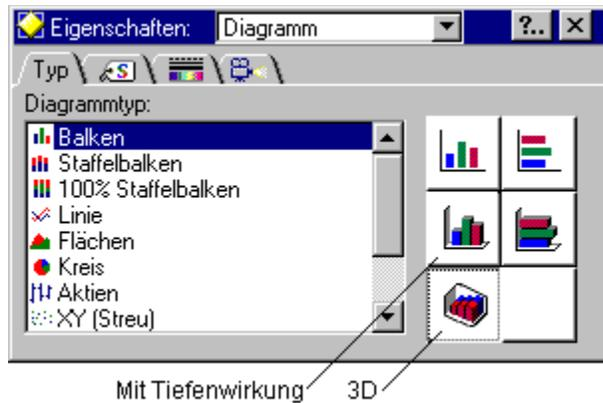 Eigenschaften: Diagramm ?..
Typ S
Diagrammtyp:
Balken
Staffelbalken
100% Staffelbalken
Linie
Flächen
Kreis
Aktien
XY (Streu)
Mit Tiefenwirkung 3D